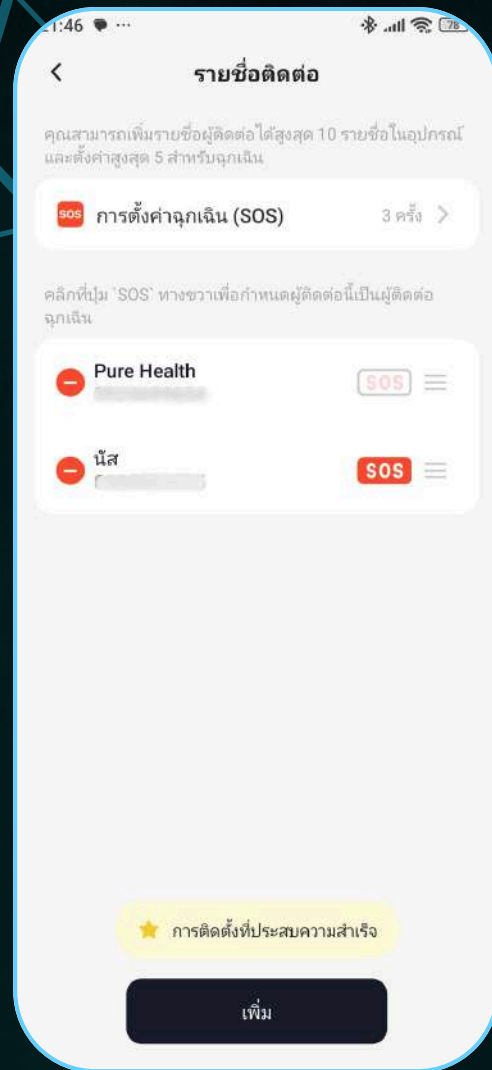 21:46
78
รายชื่อติดต่อ
คุณสามารถเพิ่มรายชื่อผู้ติดต่อได้สูงสุด 10 รายชื่อในอุปกรณ์
และตั้งค่าสูงสุด 5 สำหรับฉุกเฉิน
SOS การตั้งค่าฉุกเฉิน (SOS) 3 ครั้ง
คลิกที่ปุ่ม `SOS` ทางขวาเพื่อกำหนดผู้ติดต่อนี้เป็นผู้ติดต่อ
ฉุกเฉิน
Pure Health
SOS
นัส
SOS
การติดตั้งที่ประสบความสำเร็จ
เพิ่ม